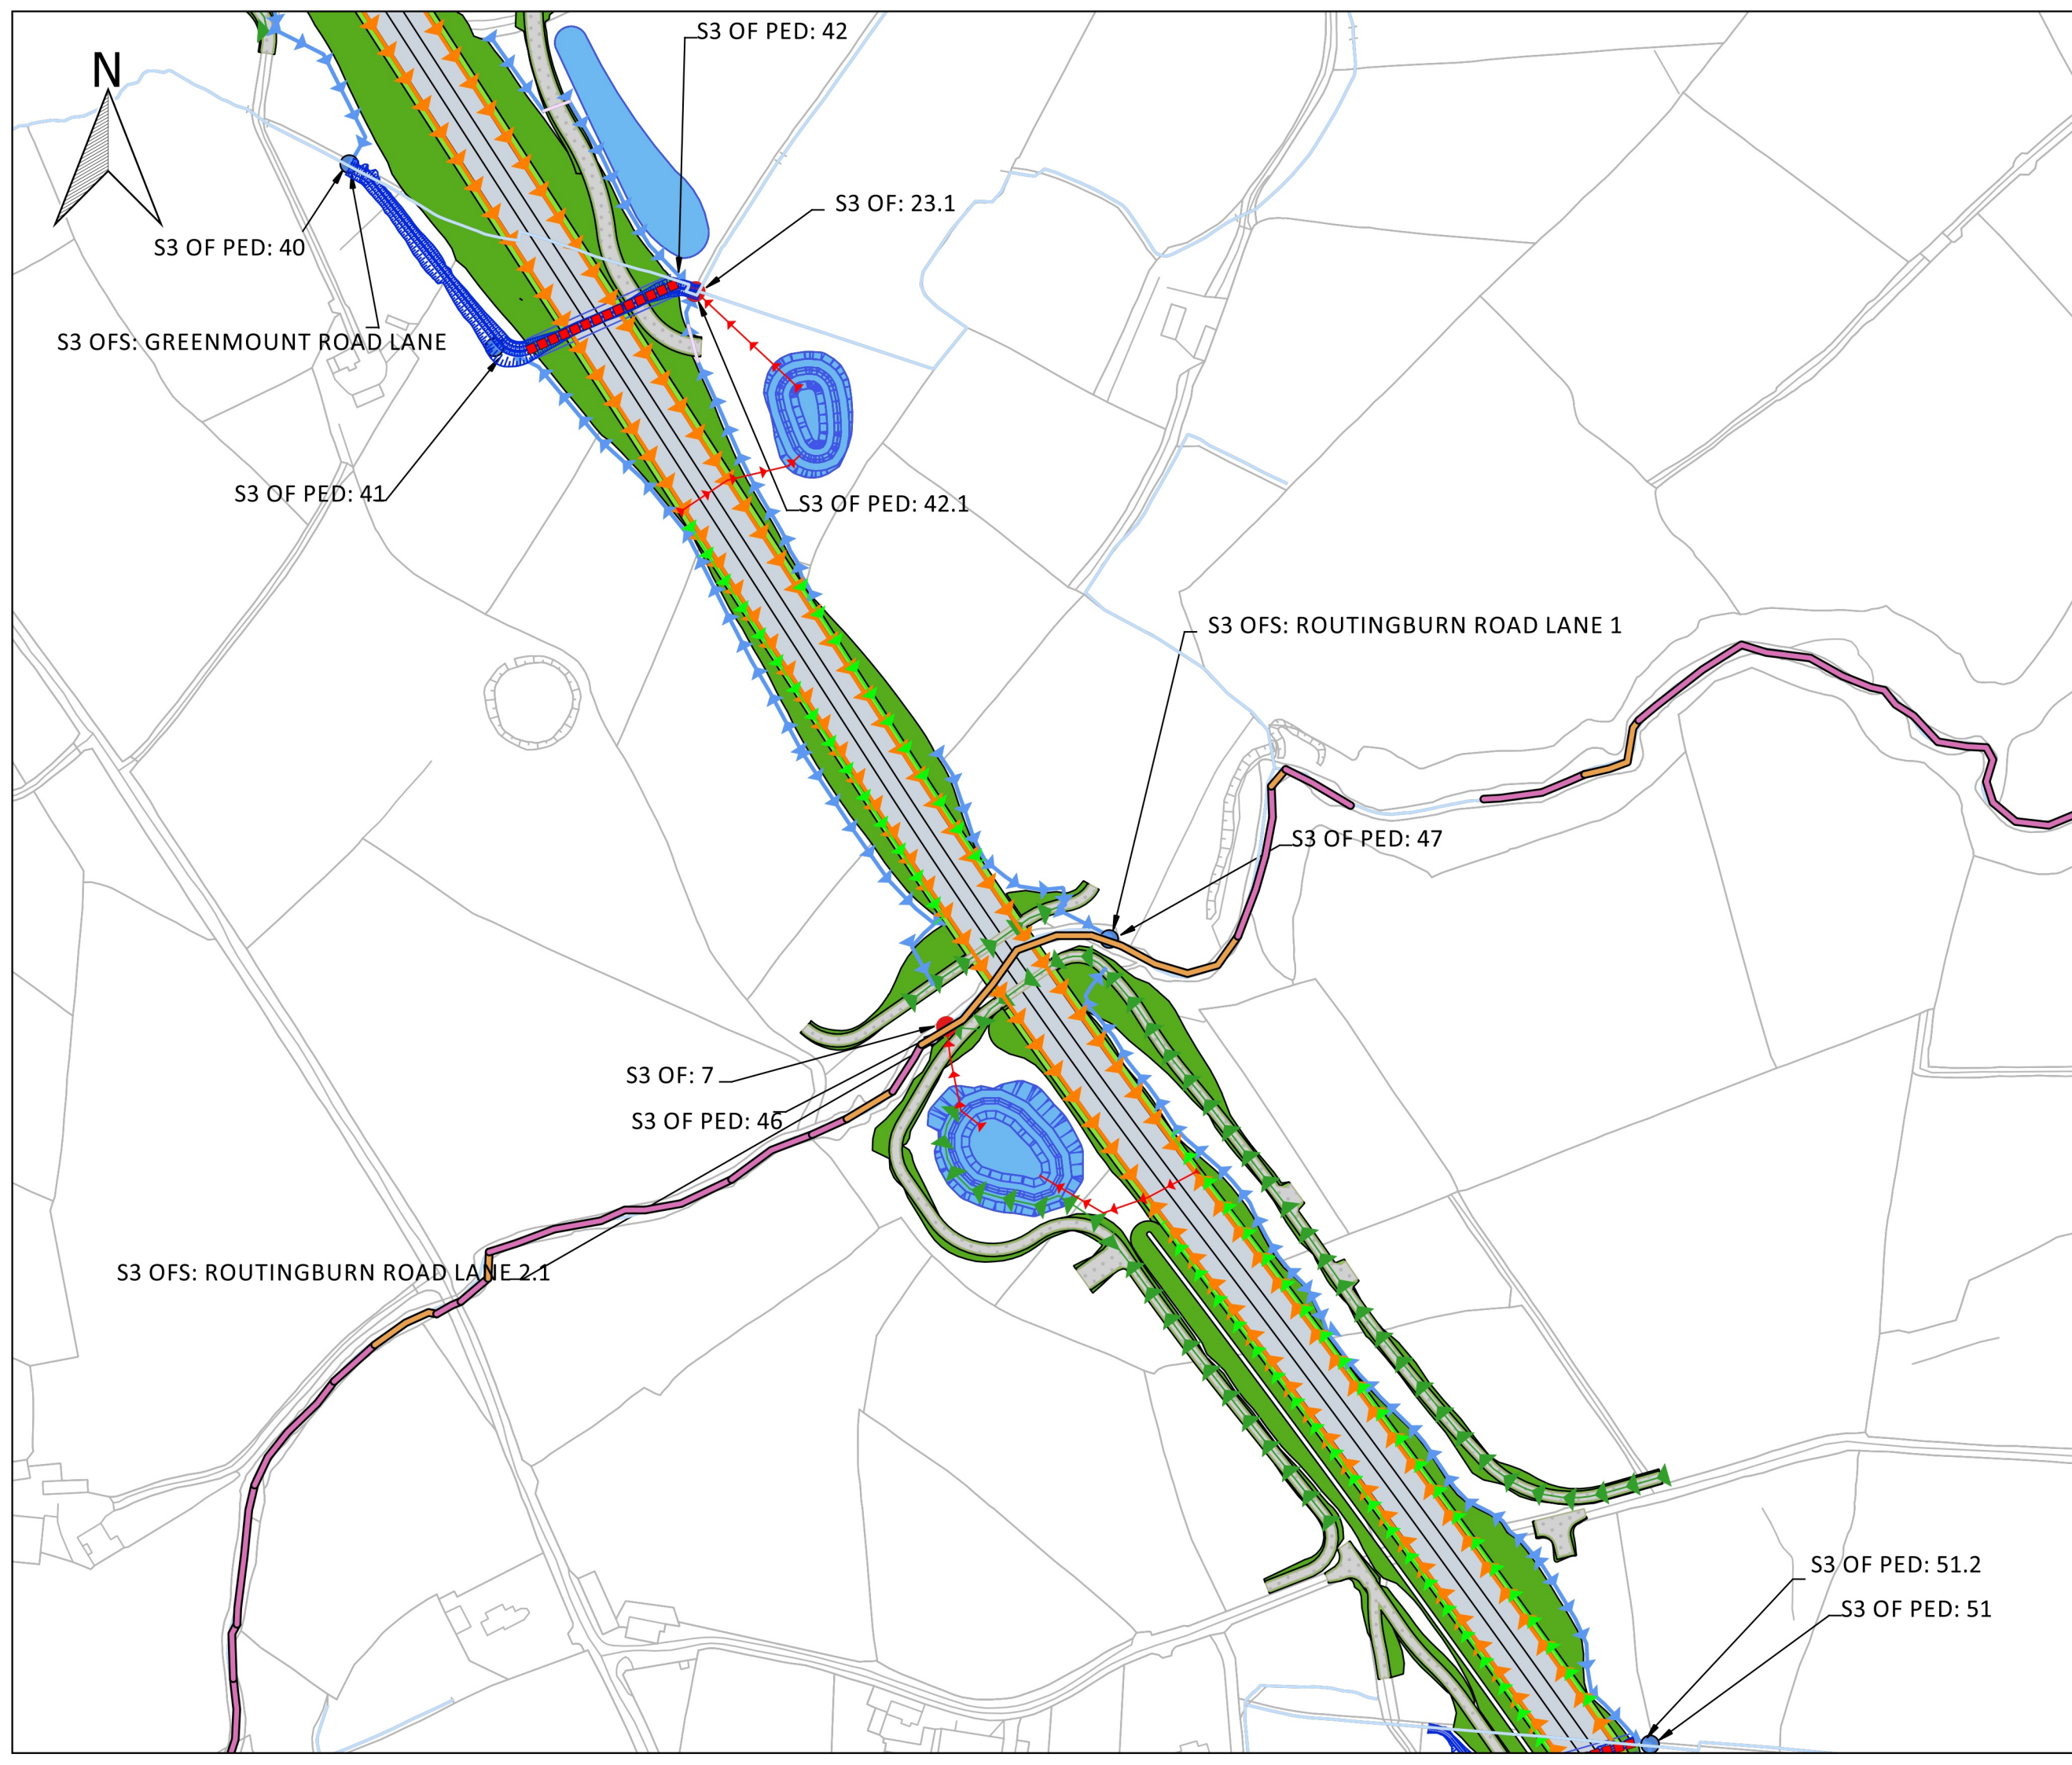 S3 OF PED: 42
N
S3 OF: 23.1
S3 OF PED: 40
S3 OFS: GREENMOUNT ROAD LANE
S3 OF PED: 41
S3 OF PED: 42.1
S3 OFS: ROUTINGBURN ROAD LANE 1
S3 OF PED: 47
S3 OF: 7
S3 OF PED: 46
S3 OFS: ROUTINGBURN ROAD LANE 2.1
S3 OF PED: 51.2
S3 OF PED: 51